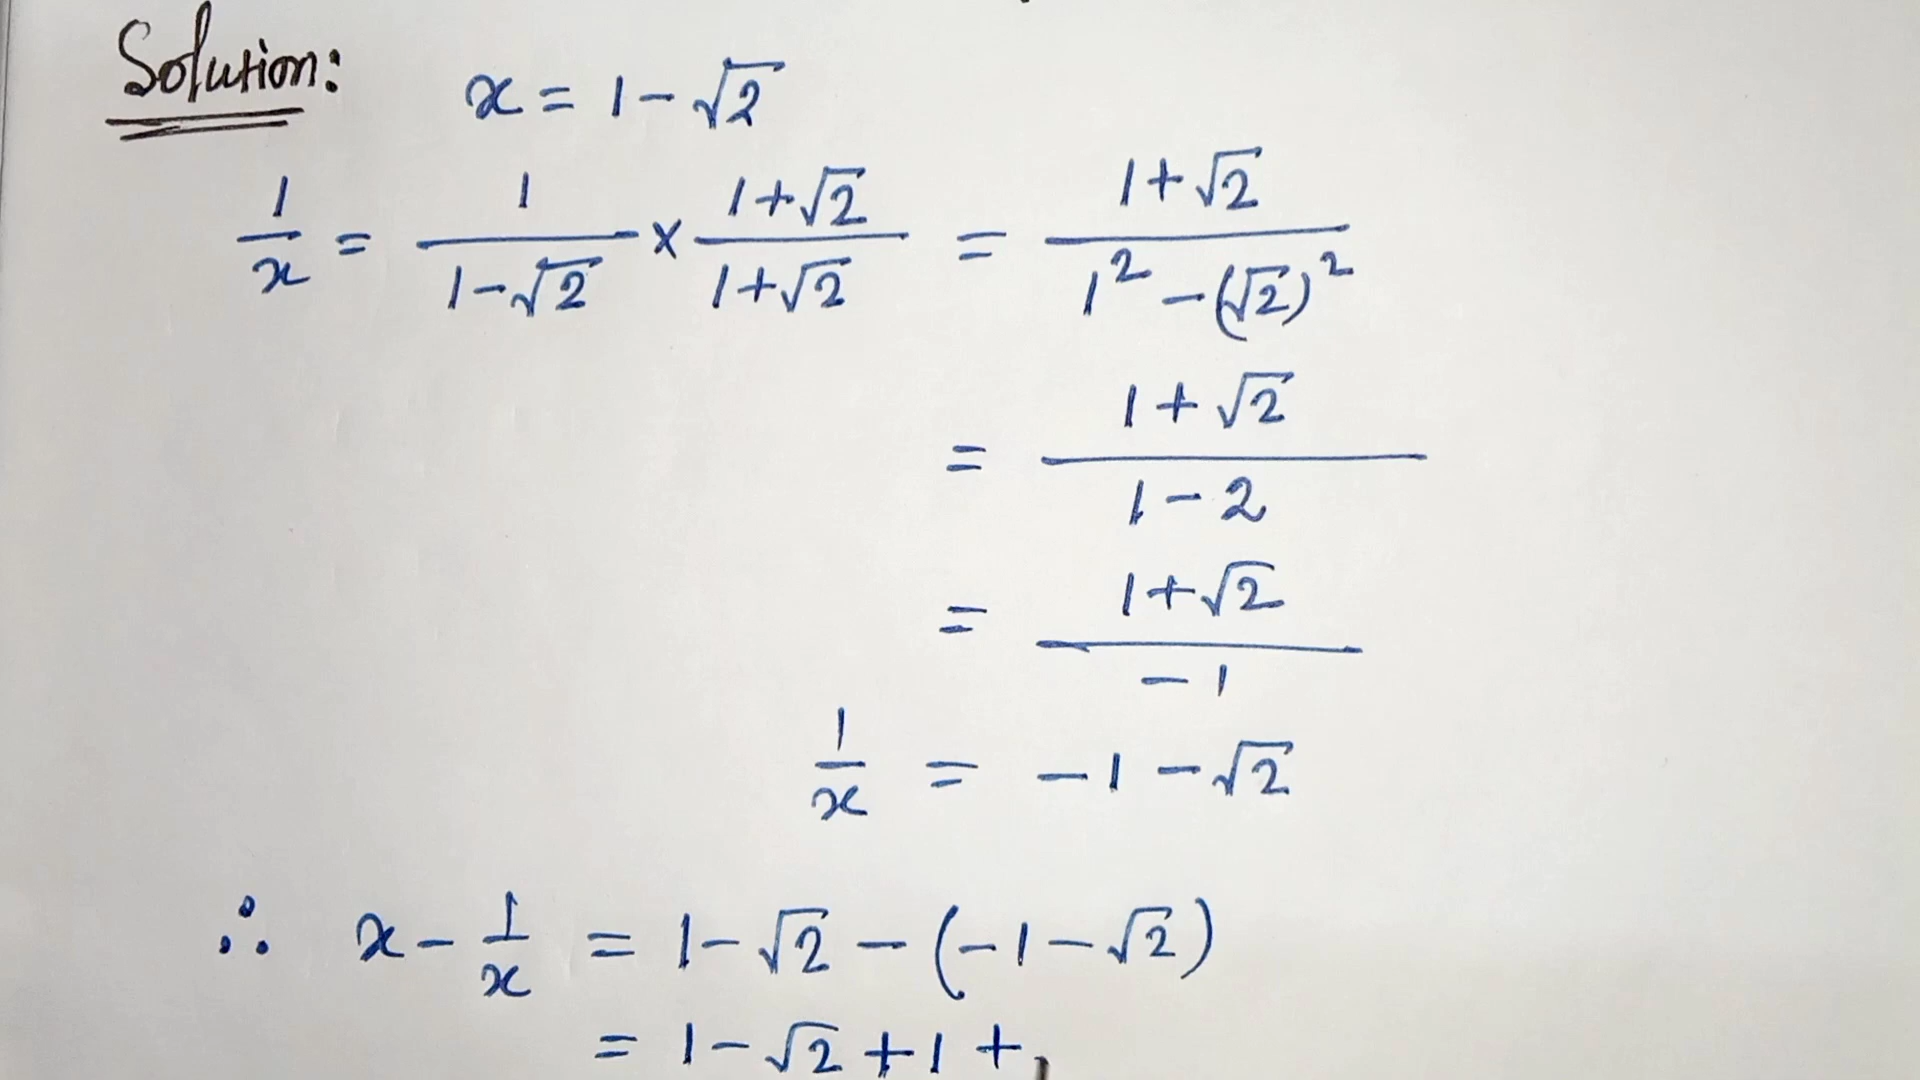 Solution:
x = 1 - √2
1/x = 1/(1-√2) × (1+√2)/(1+√2) = (1+√2)/(1² - (√2)²)
= (1+√2)/(1-2)
= (1+√2)/(-1)
1/x = -1 - √2
∴ x - 1/x = 1 - √2 - (-1 - √2)
= 1 - √2 + 1 +